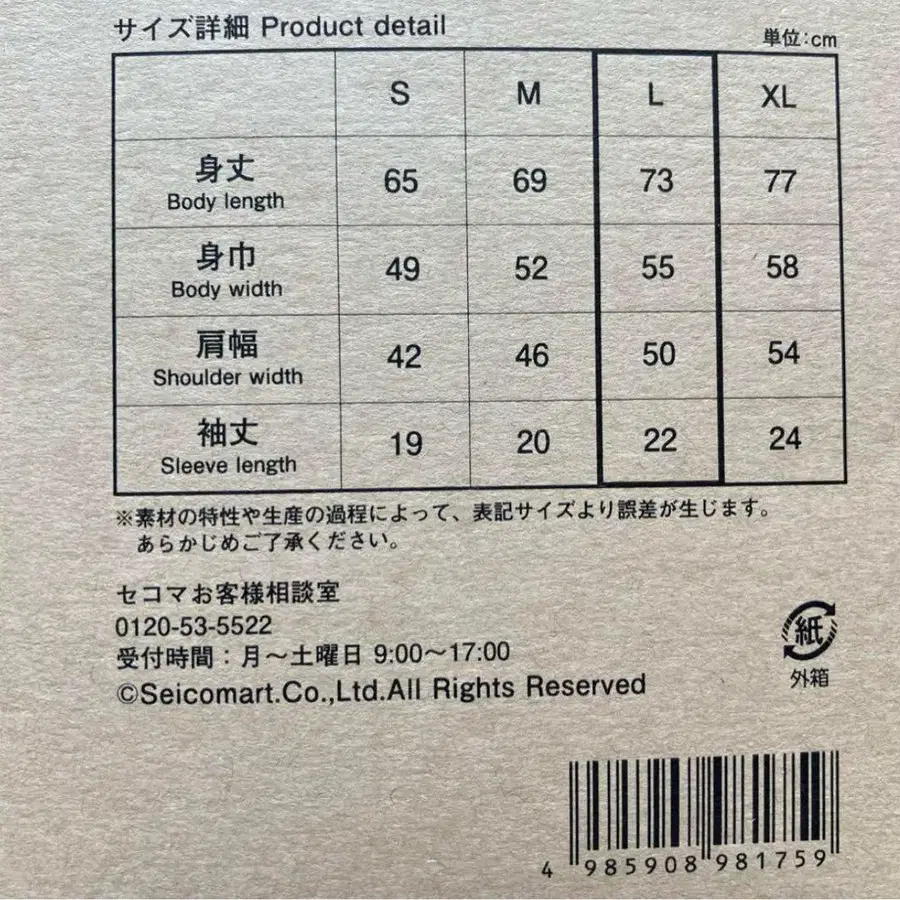 サイズ詳細 Product detail
単位:cm
S M L XL
身丈 65 69 73 77
Body length
身巾 49 52 55 58
Body width
肩幅 42 46 50 54
Shoulder width
袖丈 19 20 22 24
Sleeve length
※素材の特性や生産の過程によって、表記サイズより誤差が生じます。
あらかじめご了承ください。
セコマお客様相談室
0120-53-5522
受付時間：月〜土曜日 9:00〜17:00
©Seicomart.Co.,Ltd.All Rights Reserved
紙
外箱
4 985908 981759